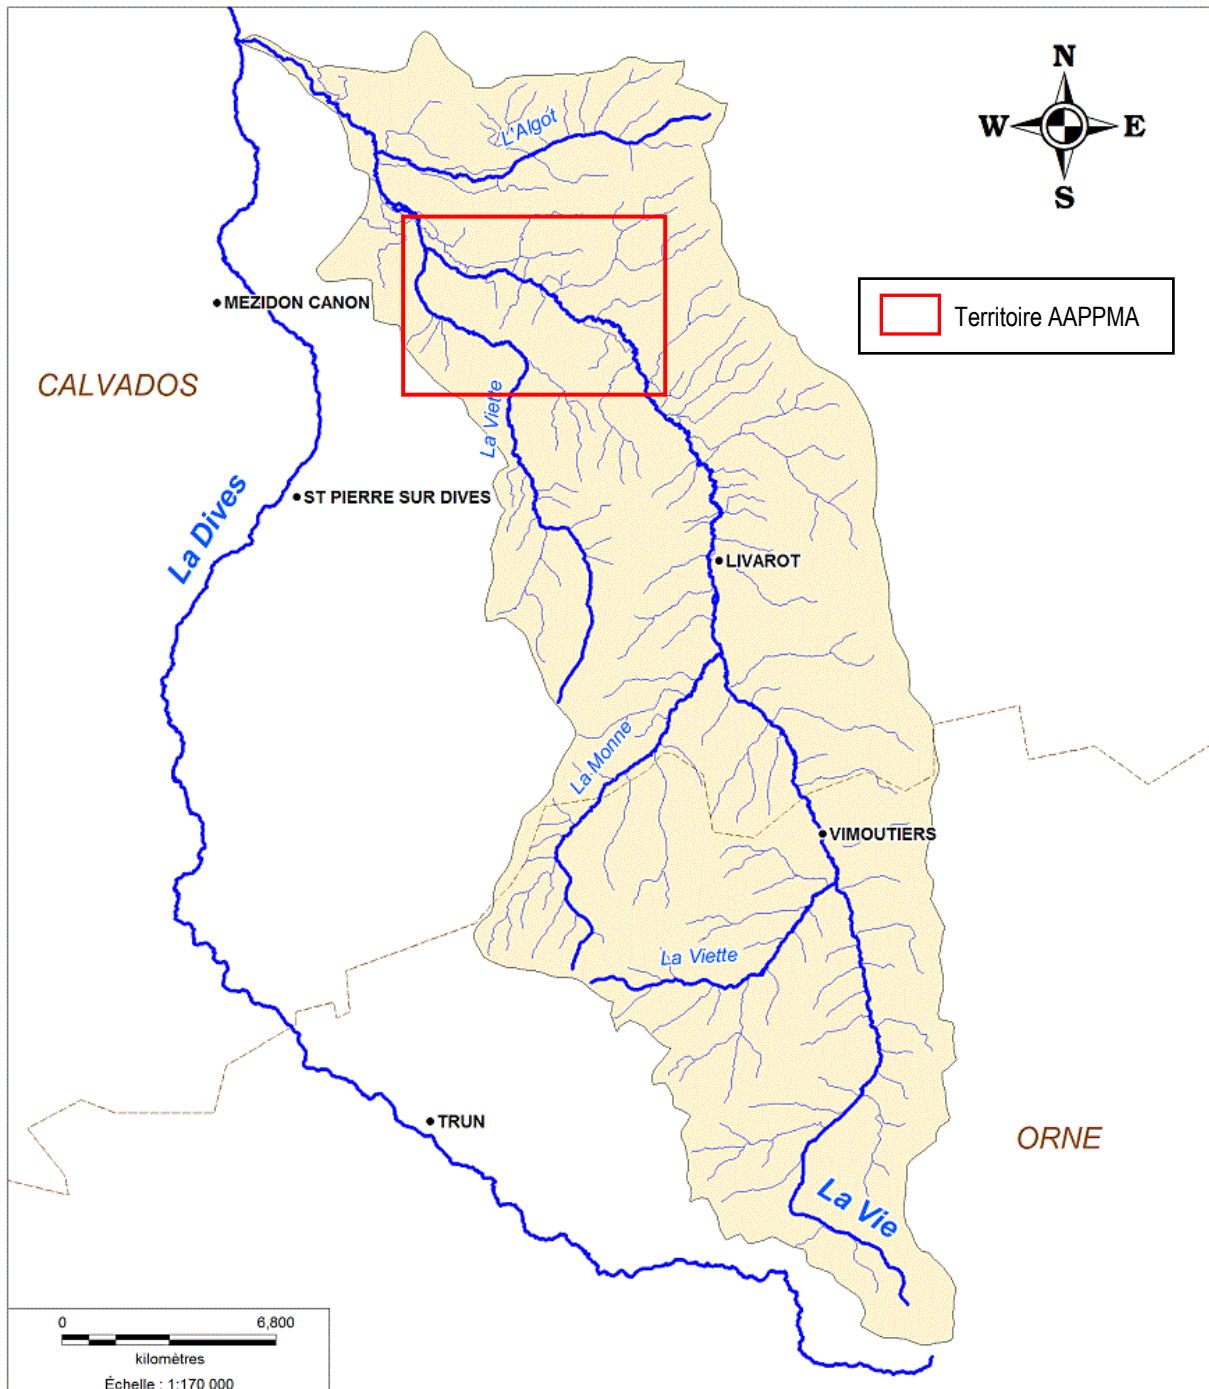 N
W
E
S
L'Algot
Territoire AAPPMA
MEZIDON CANON
CALVADOS
La Viette
La Dives
ST PIERRE SUR DIVES
LIVAROT
La Monne
VIMOUTIERS
La Viette
TRUN
ORNE
La Vie
0 6,800
kilomètres
Échelle : 1:170 000